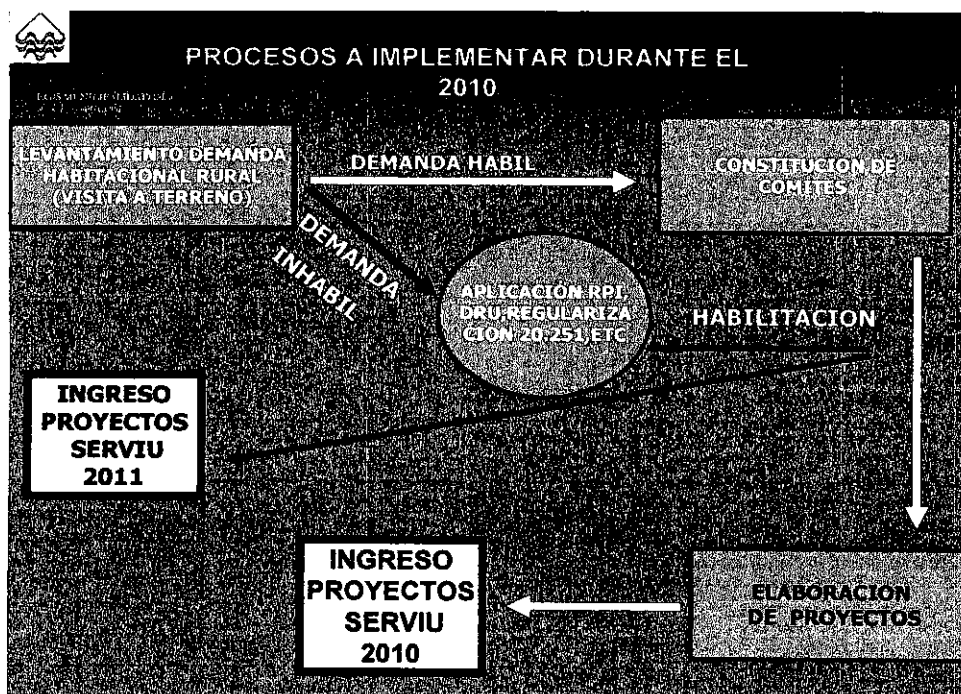 PROCESOS A IMPLEMENTAR DURANTE EL
2010
LEVANTAMIENTO DEMANDA
HABITACIONAL RURAL
(VISITA A TERRENO)
DEMANDA HABIL
CONSTITUCION DE
COMITES
DEMANDA
INHABIL
APLICACIÓN RPI,
DRU,REGULARIZA
CION 20.251,ETC
HABILITACION
INGRESO
PROYECTOS
SERVIU
2011
INGRESO
PROYECTOS
SERVIU
2010
ELABORACION
DE PROYECTOS